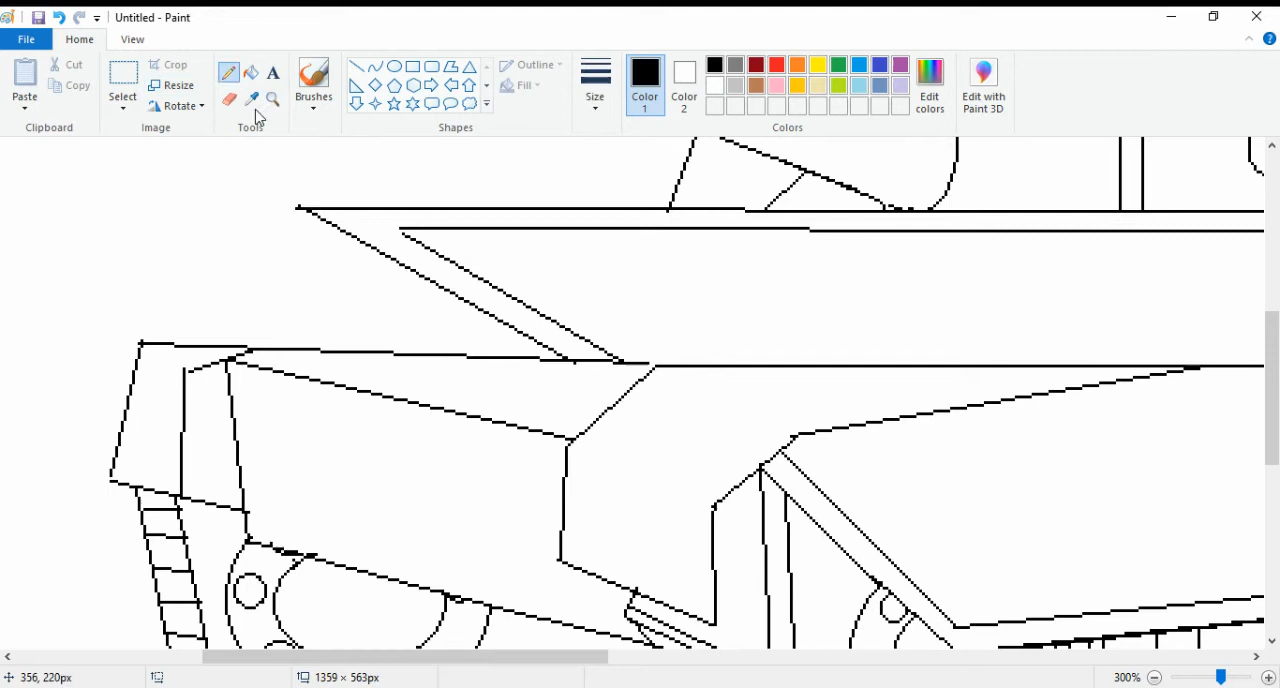 Untitled - Paint
File Home View
Paste
Cut
Copy
Clipboard
Select
Crop
Resize
Rotate
Image
A
Tools
Brushes
Outline
Fill
Shapes
Size
Color
1
Color
2
Edit
colors
Colors
Edit with
Paint 3D
356, 220px
1359 × 563px
300%